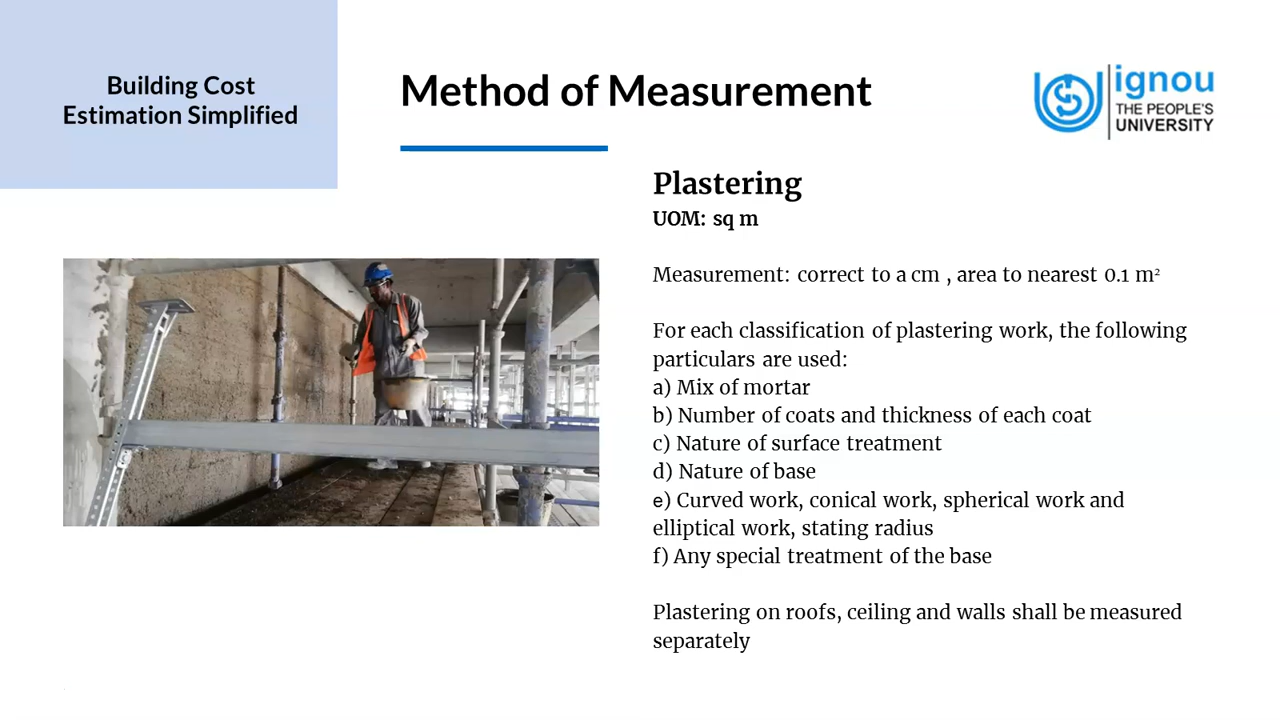 Building Cost
Estimation Simplified
Method of Measurement
ignou
THE PEOPLE'S
UNIVERSITY
Plastering
UOM: sq m
Measurement: correct to a cm , area to nearest 0.1 m²
For each classification of plastering work, the following
particulars are used:
a) Mix of mortar
b) Number of coats and thickness of each coat
c) Nature of surface treatment
d) Nature of base
e) Curved work, conical work, spherical work and
elliptical work, stating radius
f) Any special treatment of the base
Plastering on roofs, ceiling and walls shall be measured
separately